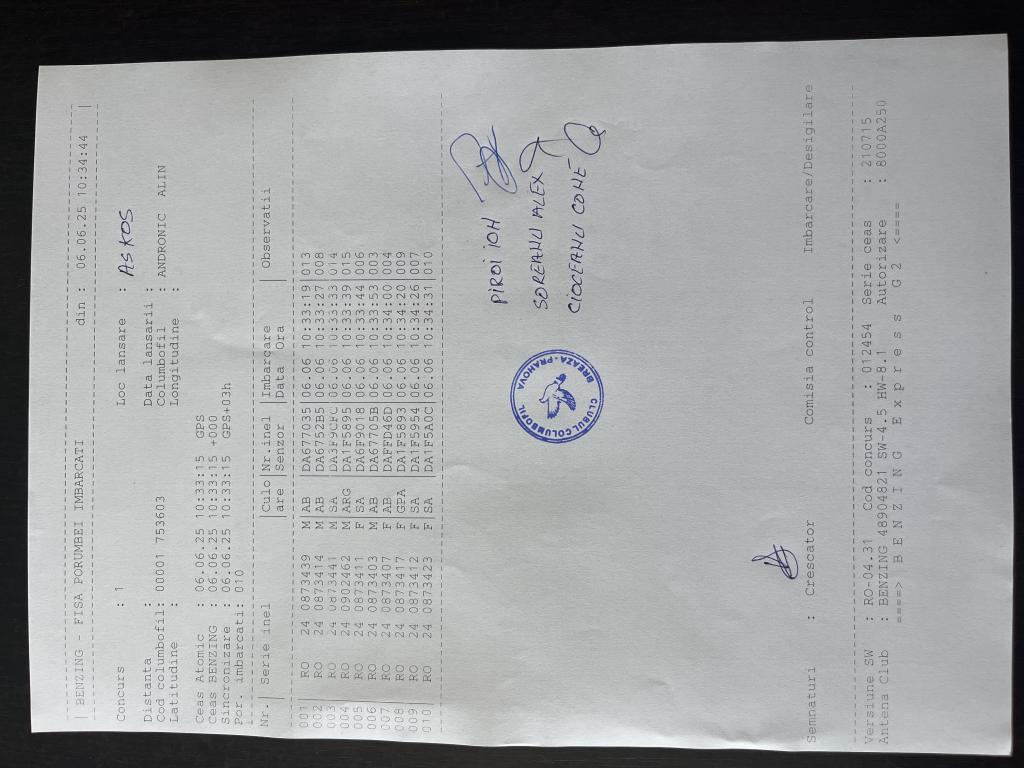 | BENZING - FISA PORUMBEI IMBARCATI din : 06.06.25 10:34:44 |
Concurs : 1 Loc lansare : ASKOS
Distanta : Data lansarii :
Cod columbofil: 00001 753603 Columbofil : ANDRONIC ALIN
Latitudine : Longitudine :
Ceas Atomic : 06.06.25 10:33:15 GPS
Ceas BENZING : 06.06.25 10:33:15 +000
Sincronizare : 06.06.25 10:33:15 GPS+03h
Por. imbarcati: 010
Nr.| Serie inel |Culo|Nr.inel |Imbarcare | Observatii
|are |Senzor |Data Ora |
001| RO 24 0873439 M|AB |DA677035|06.06 10:33:19|013
002| RO 24 0873414 M|AB |DA6752B5|06.06 10:33:27|008
003| RO 24 0873441 M|SA |DA3F9CFC|06.06 10:33:33|014
004| RO 24 0902462 M|ARG |DA1F5895|06.06 10:33:39|015
005| RO 24 0873411 F|SA |DA6F9018|06.06 10:33:44|006
006| RO 24 0873403 M|AB |DA67705B|06.06 10:33:53|003
007| RO 24 0873407 F|AB |DAFFD46D|06.06 10:34:00|004
008| RO 24 0873417 F|GPA |DA1F5893|06.06 10:34:20|009
009| RO 24 0873412 F|SA |DA1F5954|06.06 10:34:26|007
010| RO 24 0873423 F|SA |DA1F5A0C|06.06 10:34:31|010
PIROI ION
SOREANU ALEX
CIOCEANU COME
CLUBUL COLUMBOFIL
BREAZA-PRAHOVA
Semnaturi : Crescator Comisia control Imbarcare/Desigilare
Versiune SW : RO-04.31 Cod concurs : 012454 Serie ceas : 210715
Antena Club : BENZING 48904821 SW-4.5 HW-8.1 Autorizare : 8000A250
====> B E N Z I N G E x p r e s s G 2 <====